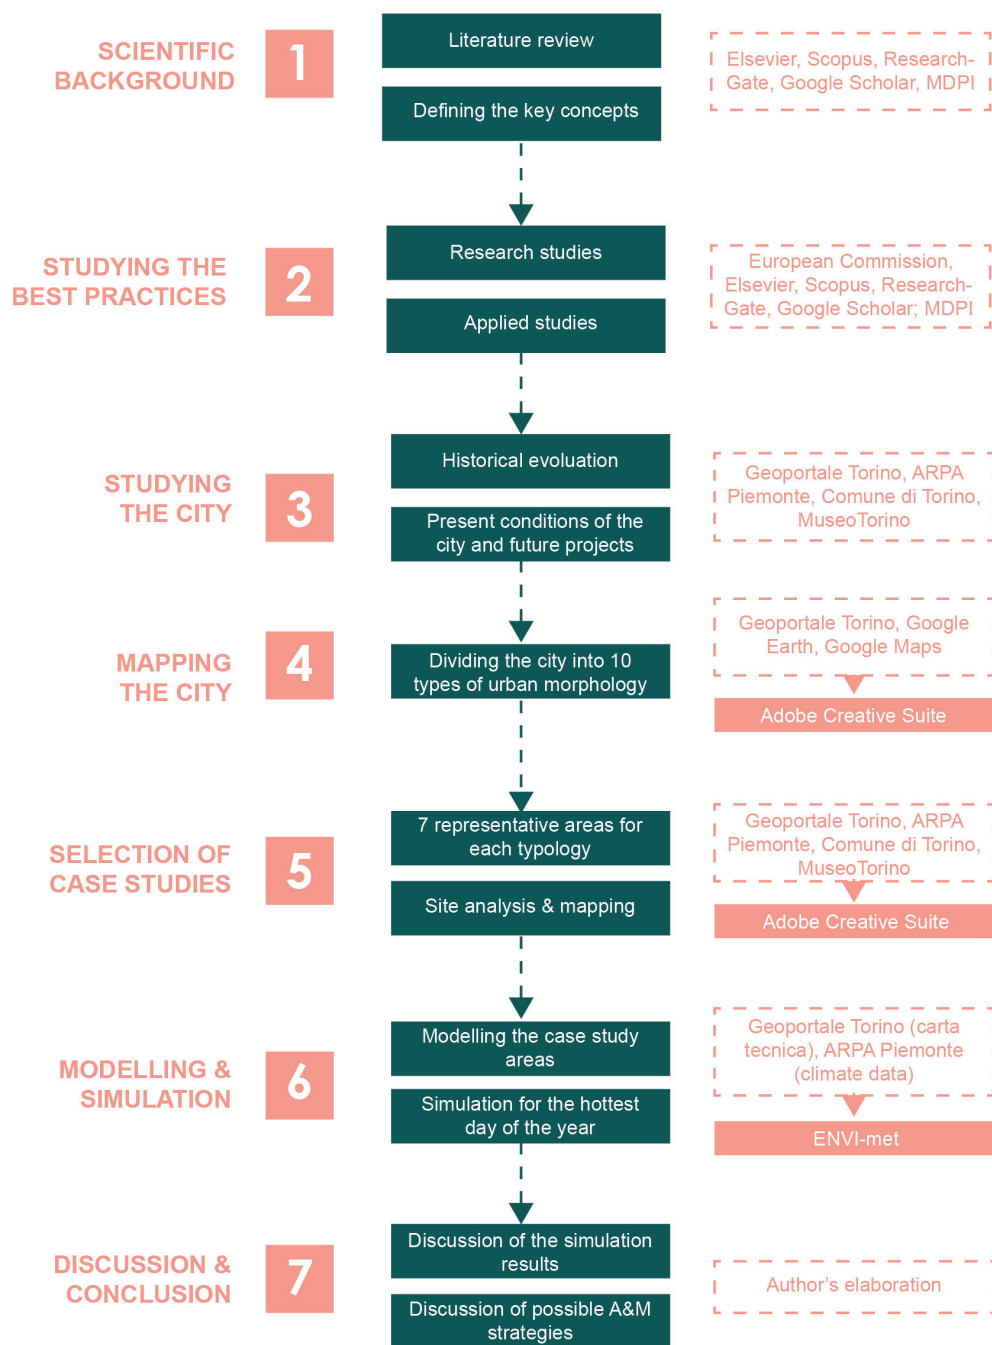 SCIENTIFIC
BACKGROUND
1
Literature review
Defining the key concepts
Elsevier, Scopus, Research-
Gate, Google Scholar, MDPI
STUDYING THE
BEST PRACTICES
2
Research studies
Applied studies
European Commission,
Elsevier, Scopus, Research-
Gate, Google Scholar; MDPI
STUDYING
THE CITY
3
Historical evoluation
Present conditions of the
city and future projects
Geoportale Torino, ARPA
Piemonte, Comune di Torino,
MuseoTorino
MAPPING
THE CITY
4
Dividing the city into 10
types of urban morphology
Geoportale Torino, Google
Earth, Google Maps
Adobe Creative Suite
SELECTION OF
CASE STUDIES
5
7 representative areas for
each typology
Site analysis & mapping
Geoportale Torino, ARPA
Piemonte, Comune di Torino,
MuseoTorino
Adobe Creative Suite
MODELLING &
SIMULATION
6
Modelling the case study
areas
Simulation for the hottest
day of the year
Geoportale Torino (carta
tecnica), ARPA Piemonte
(climate data)
ENVI-met
DISCUSSION &
CONCLUSION
7
Discussion of the simulation
results
Discussion of possible A&M
strategies
Author's elaboration